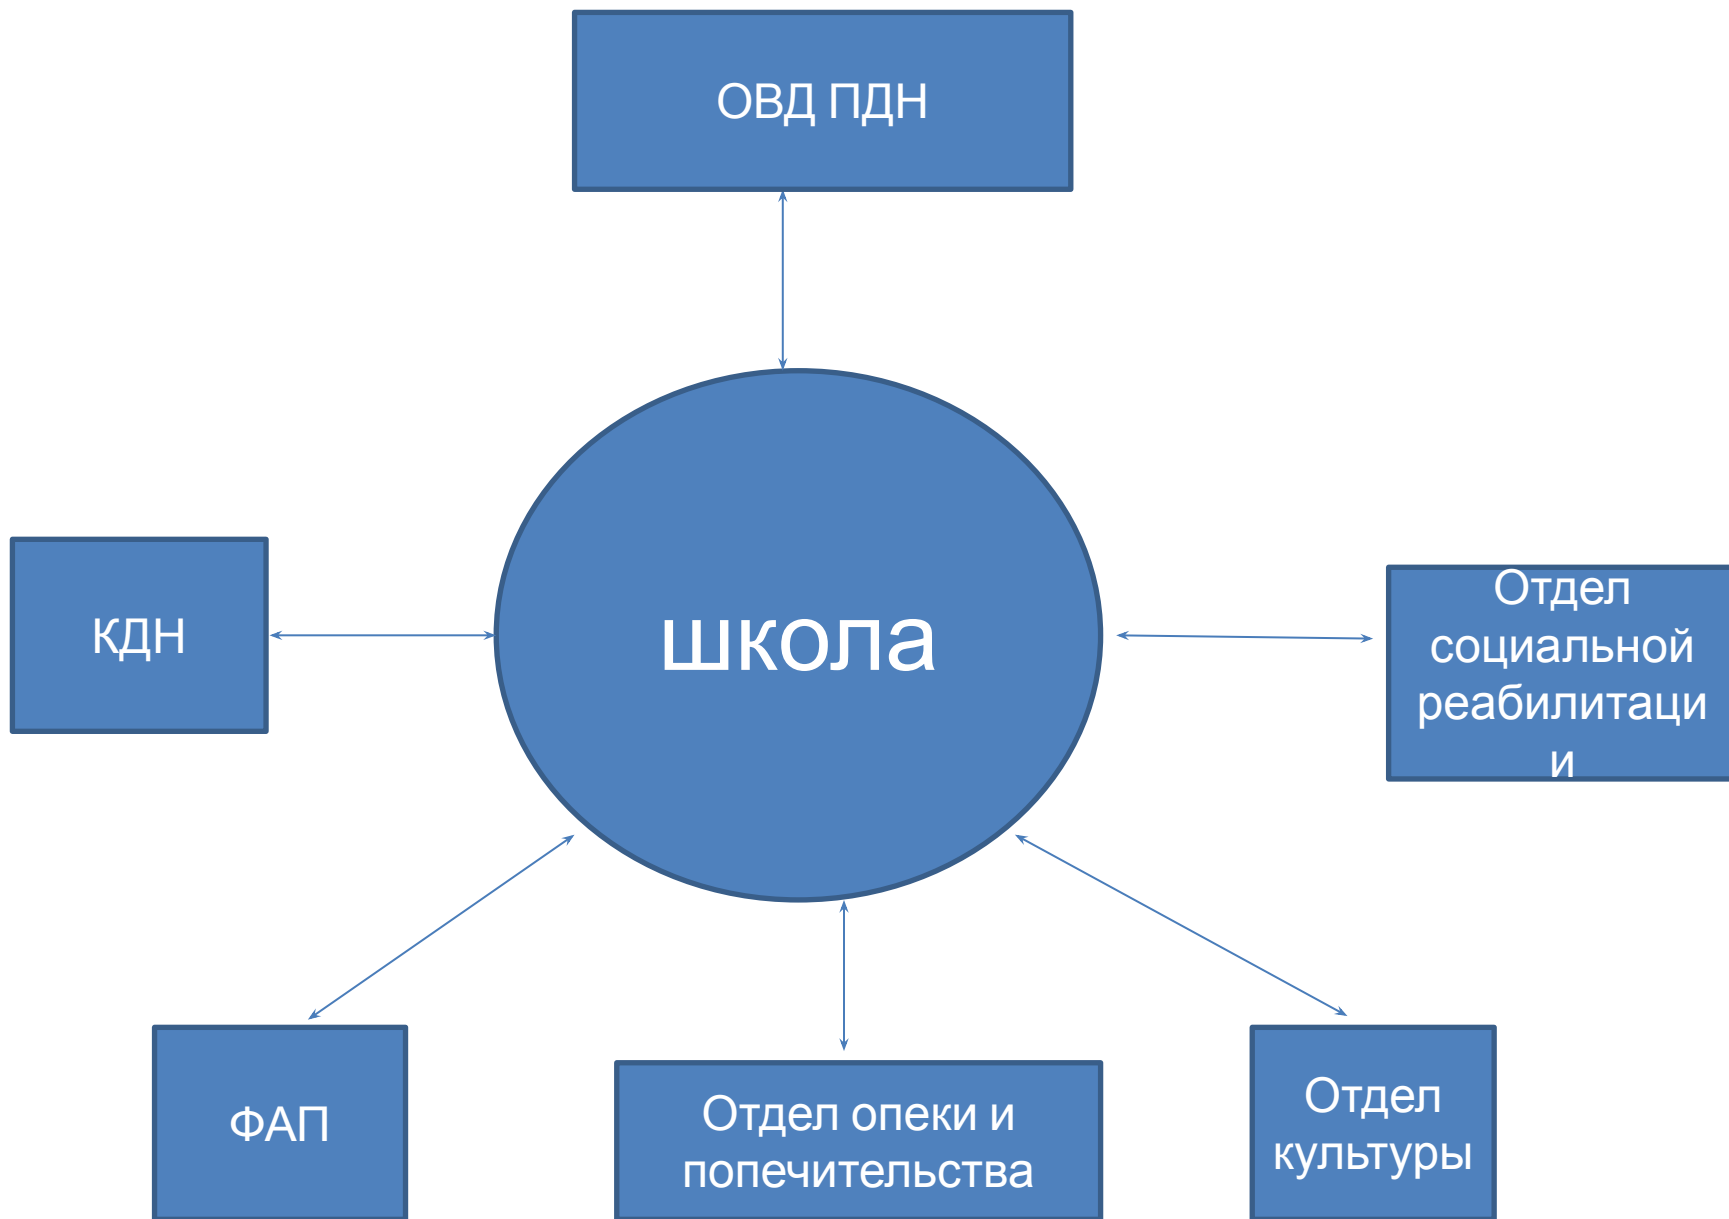 ОВД ПДН
КДН
школа
Отдел
социальной
реабилитаци
и
ФАП
Отдел опеки и
попечительства
Отдел
культуры